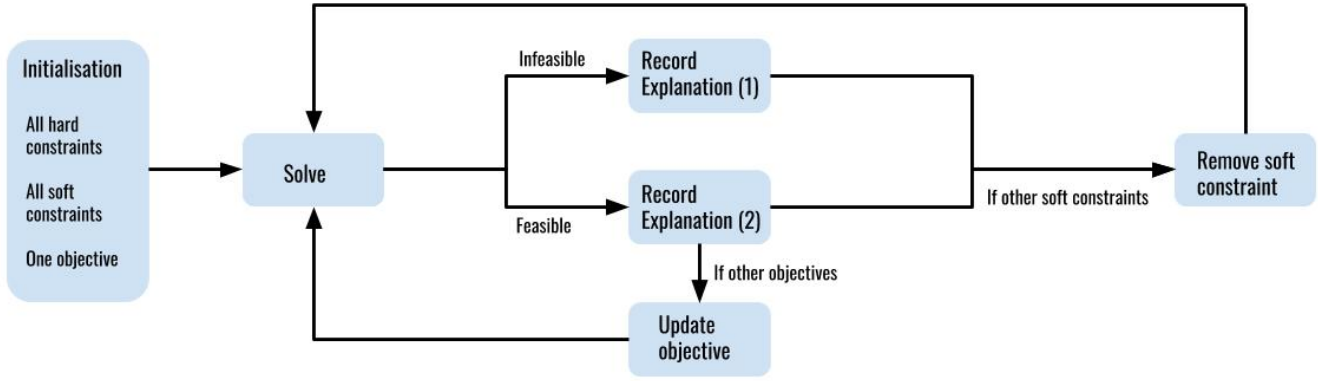 Initialisation
All hard
constraints
All soft
constraints
One objective
Solve
Infeasible
Feasible
Record
Explanation (1)
Record
Explanation (2)
If other objectives
Update
objective
If other soft constraints
Remove soft
constraint